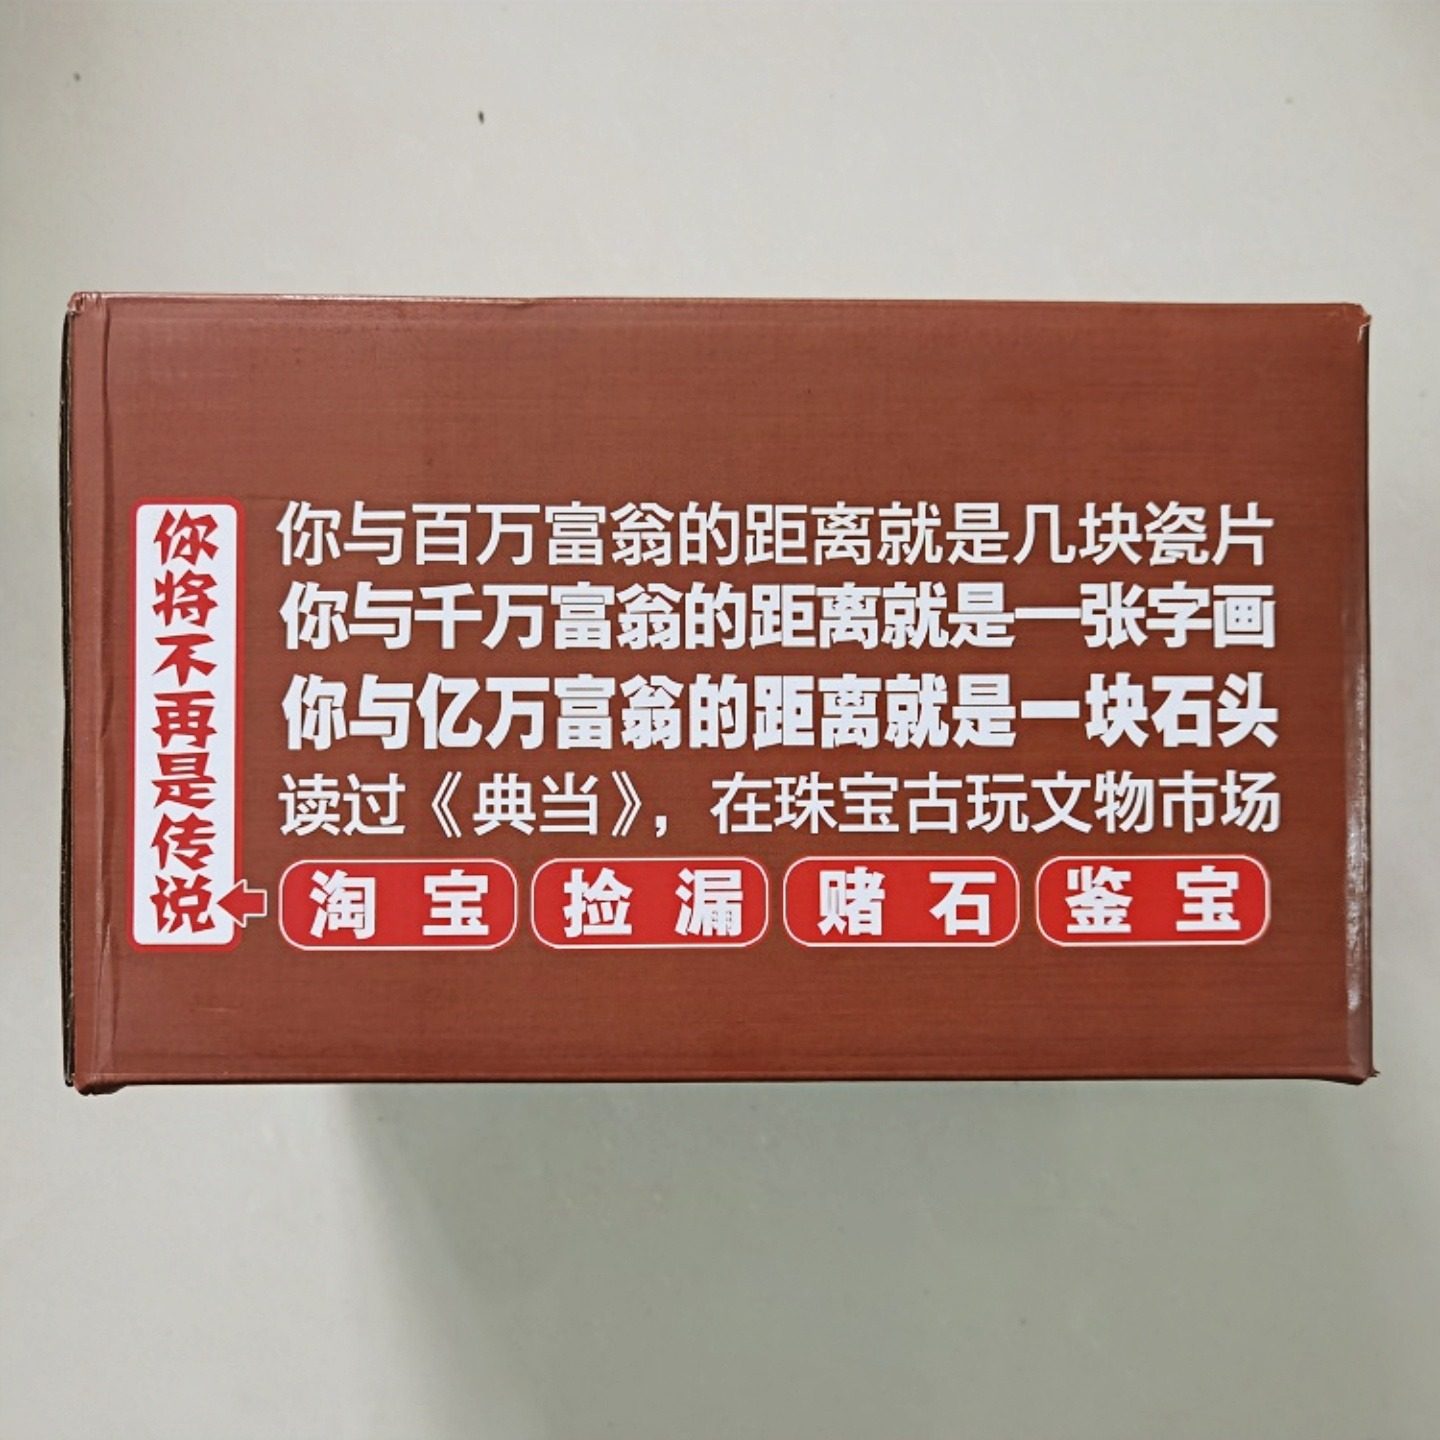 你与百万富翁的距离就是几块瓷片
你与千万富翁的距离就是一张字画
你与亿万富翁的距离就是一块石头
读过《典当》，在珠宝古玩文物市场
淘宝 捡漏 赌石 鉴宝
你将不再是传说